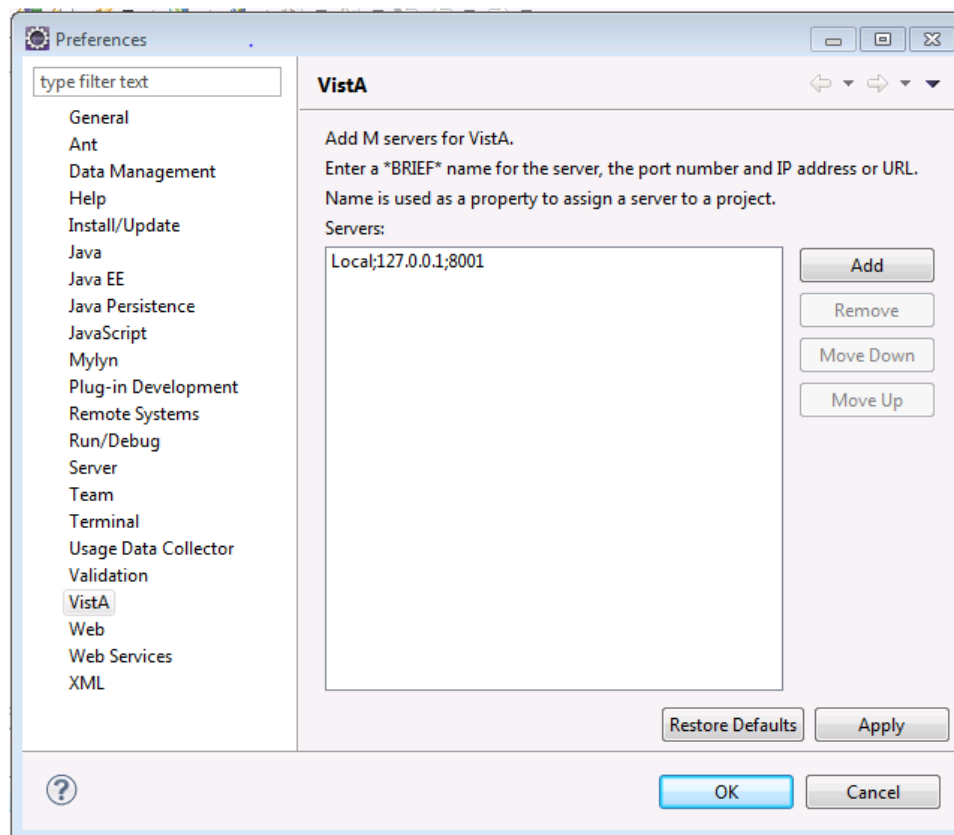 Preferences
type filter text
General
Ant
Data Management
Help
Install/Update
Java
Java EE
Java Persistence
JavaScript
Mylyn
Plug-in Development
Remote Systems
Run/Debug
Server
Team
Terminal
Usage Data Collector
Validation
VistA
Web
Web Services
XML
VistA
Add M servers for VistA.
Enter a *BRIEF* name for the server, the port number and IP address or URL.
Name is used as a property to assign a server to a project.
Servers:
Local;127.0.0.1;8001
Add
Remove
Move Down
Move Up
Restore Defaults
Apply
?
OK
Cancel